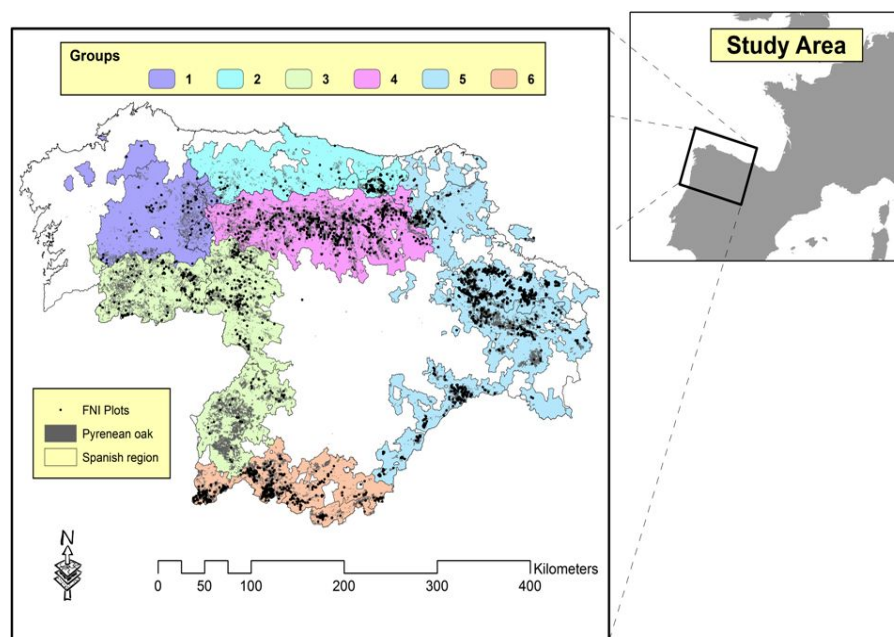 Study Area
Groups
1 2 3 4 5 6
FNI Plots
Pyrenean oak
Spanish region
N
Kilometers
0 50 100 200 300 400